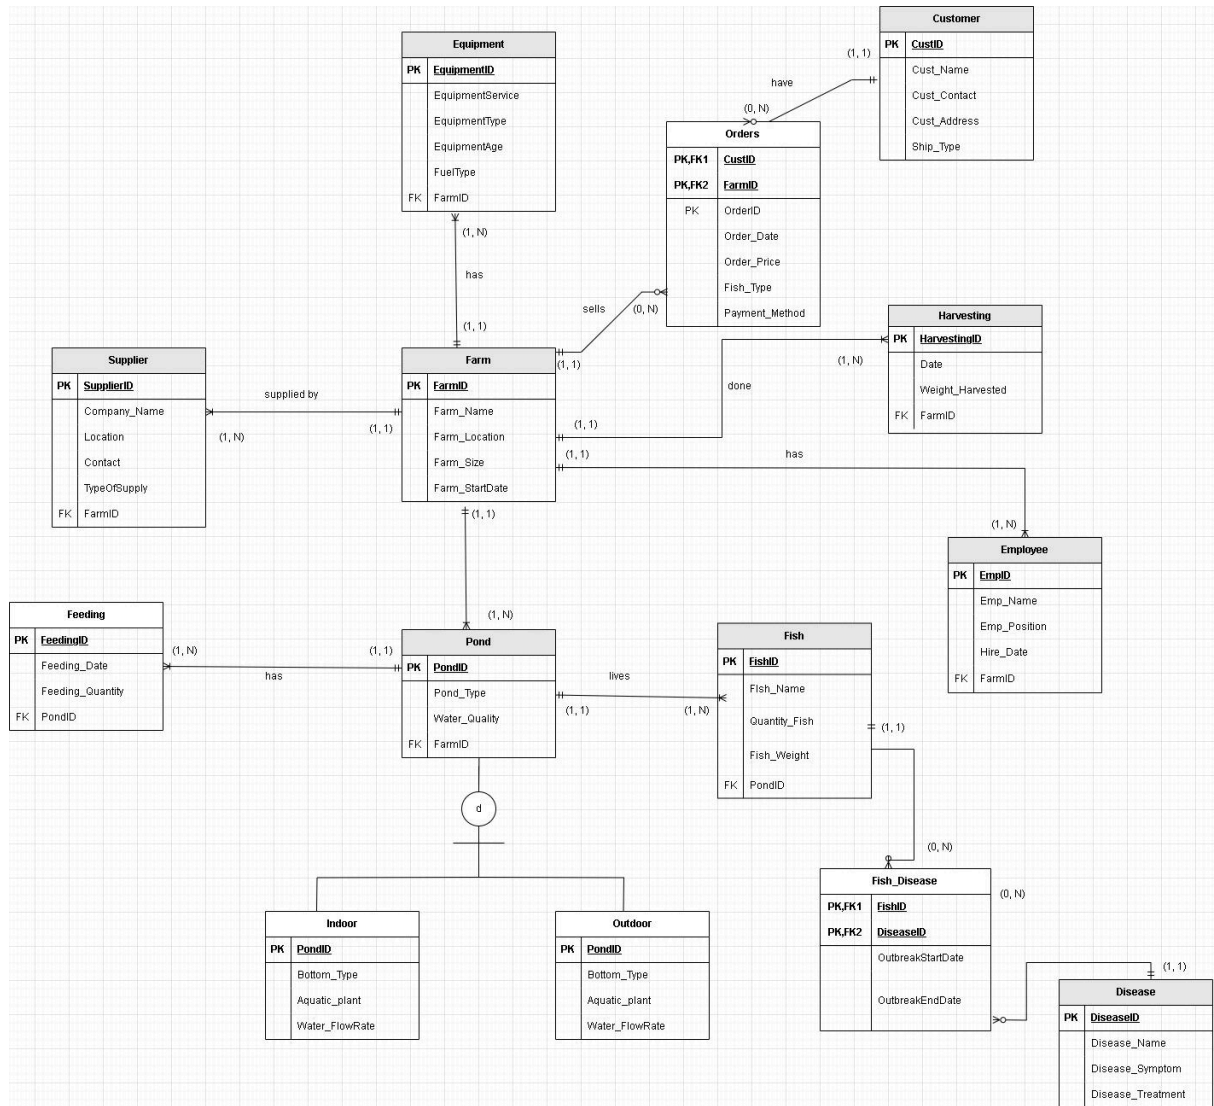 Customer
PK CustID
Cust_Name
Cust_Contact
Cust_Address
Ship_Type
(1, 1)
have
(0, N)
Equipment
PK EquipmentID
EquipmentService
EquipmentType
EquipmentAge
FuelType
FK FarmID
(1, N)
has
(1, 1)
Orders
PK,FK1 CustID
PK,FK2 FarmID
PK OrderID
Order_Date
Order_Price
Fish_Type
Payment_Method
sells
(0, N)
(1, 1)
Harvesting
PK HarvestingID
Date
Weight_Harvested
FK FarmID
(1, N)
done
(1, 1)
Supplier
PK SupplierID
Company_Name
Location
Contact
TypeOfSupply
FK FarmID
supplied by
(1, N)
(1, 1)
Farm
PK FarmID
Farm_Name
Farm_Location
Farm_Size
Farm_StartDate
(1, 1)
has
(1, N)
(1, 1)
(1, N)
Employee
PK EmpID
Emp_Name
Emp_Position
Hire_Date
FK FarmID
Feeding
PK FeedingID
Feeding_Date
Feeding_Quantity
FK PondID
(1, N)
has
(1, 1)
Pond
PK PondID
Pond_Type
Water_Quality
FK FarmID
lives
(1, 1)
(1, N)
Fish
PK FishID
FIsh_Name
Quantity_Fish
Fish_Weight
FK PondID
(1, 1)
(0, N)
d
Indoor
PK PondID
Bottom_Type
Aquatic_plant
Water_FlowRate
Outdoor
PK PondID
Bottom_Type
Aquatic_plant
Water_FlowRate
Fish_Disease
PK,FK1 FishID
PK,FK2 DiseaseID
OutbreakStartDate
OutbreakEndDate
(0, N)
(1, 1)
Disease
PK DiseaseID
Disease_Name
Disease_Symptom
Disease_Treatment